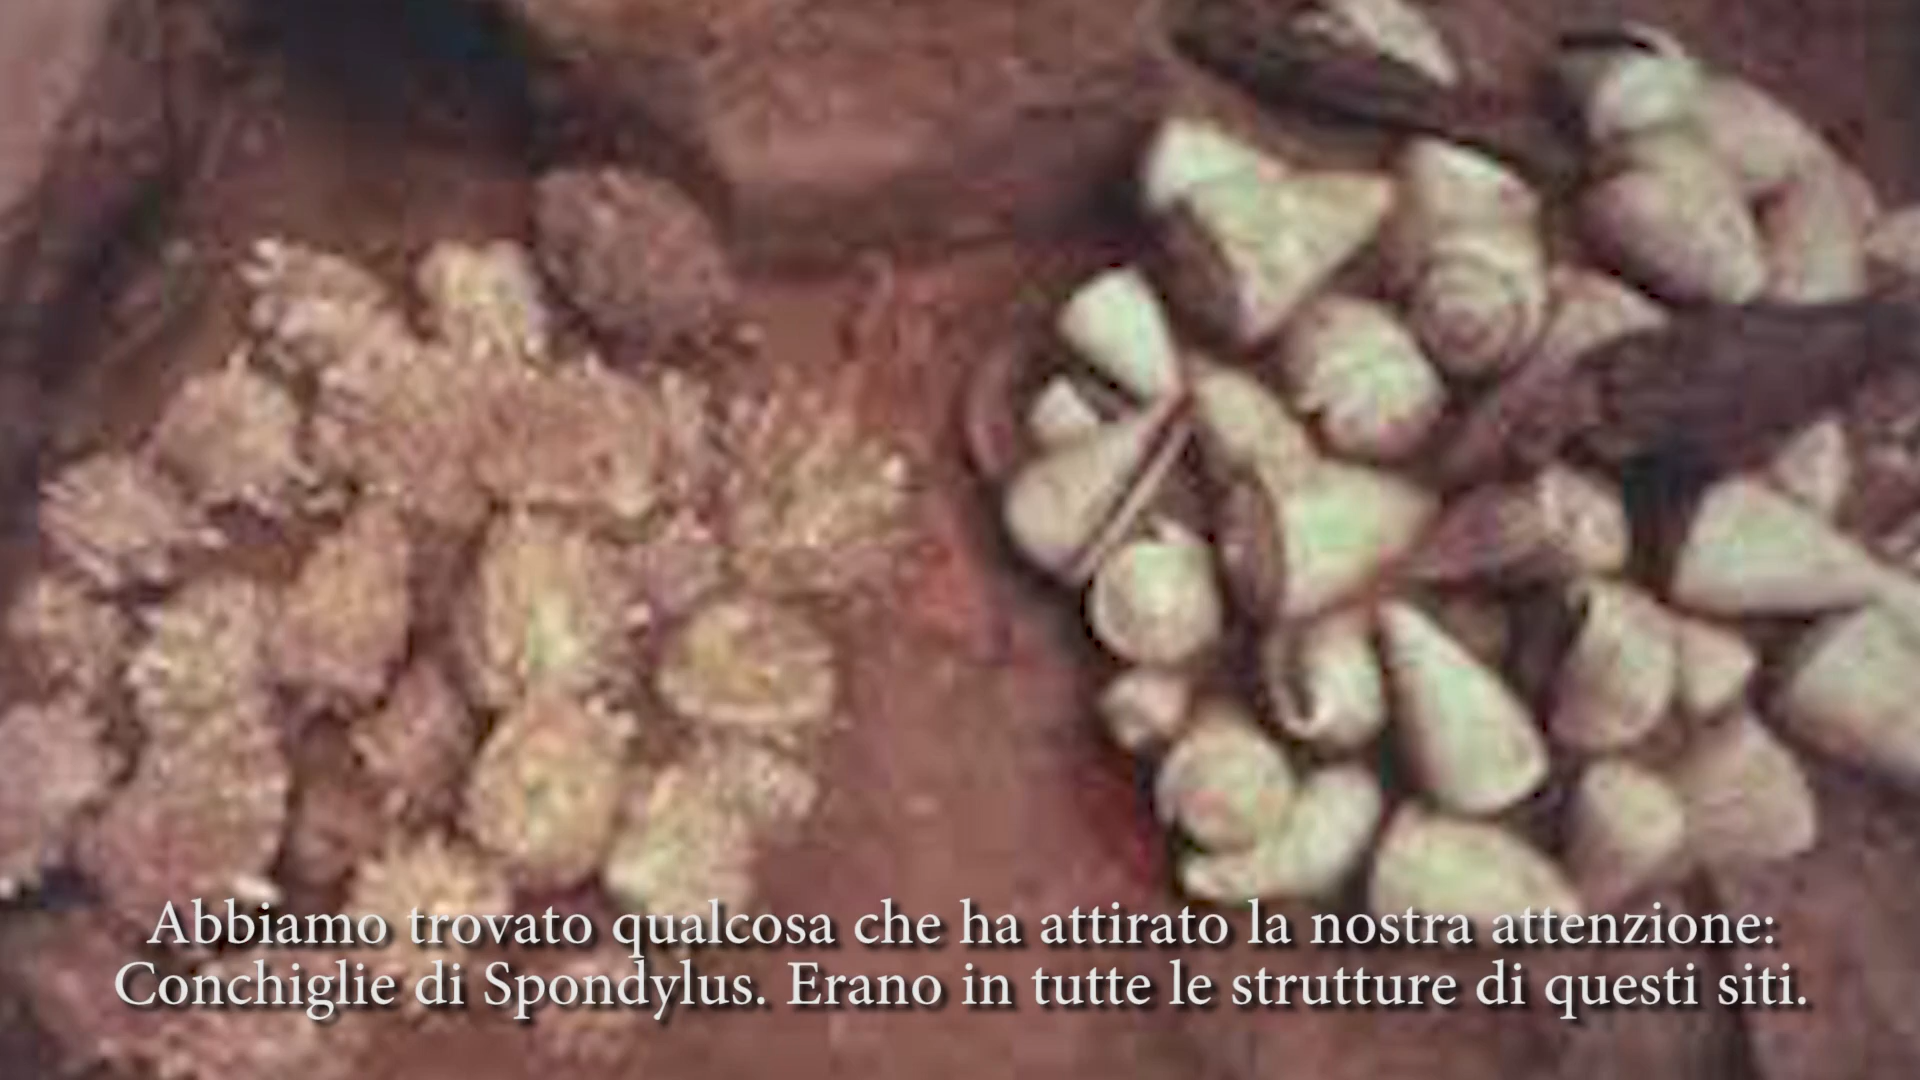 Abbiamo trovato qualcosa che ha attirato la nostra attenzione:
Conchiglie di Spondylus. Erano in tutte le strutture di questi siti.